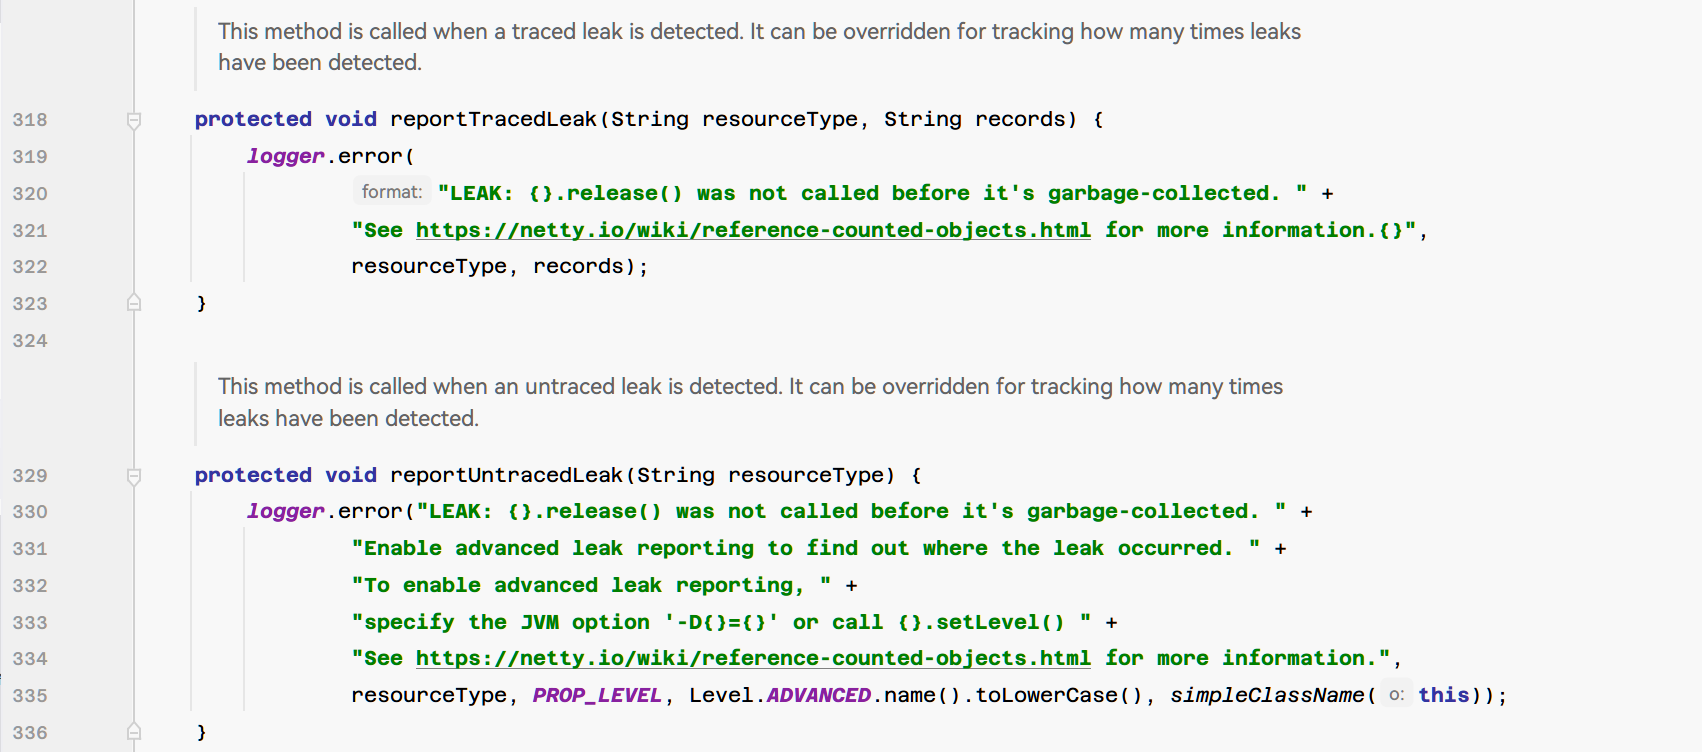 This method is called when a traced leak is detected. It can be overridden for tracking how many times leaks
have been detected.
318 protected void reportTracedLeak(String resourceType, String records) {
319 logger.error(
320 format: "LEAK: {}.release() was not called before it's garbage-collected. " +
321 "See https://netty.io/wiki/reference-counted-objects.html for more information.{}",
322 resourceType, records);
323 }
324
This method is called when an untraced leak is detected. It can be overridden for tracking how many times
leaks have been detected.
329 protected void reportUntracedLeak(String resourceType) {
330 logger.error("LEAK: {}.release() was not called before it's garbage-collected. " +
331 "Enable advanced leak reporting to find out where the leak occurred. " +
332 "To enable advanced leak reporting, " +
333 "specify the JVM option '-D{}={}' or call {}.setLevel() " +
334 "See https://netty.io/wiki/reference-counted-objects.html for more information.",
335 resourceType, PROP_LEVEL, Level.ADVANCED.name().toLowerCase(), simpleClassName( o: this));
336 }